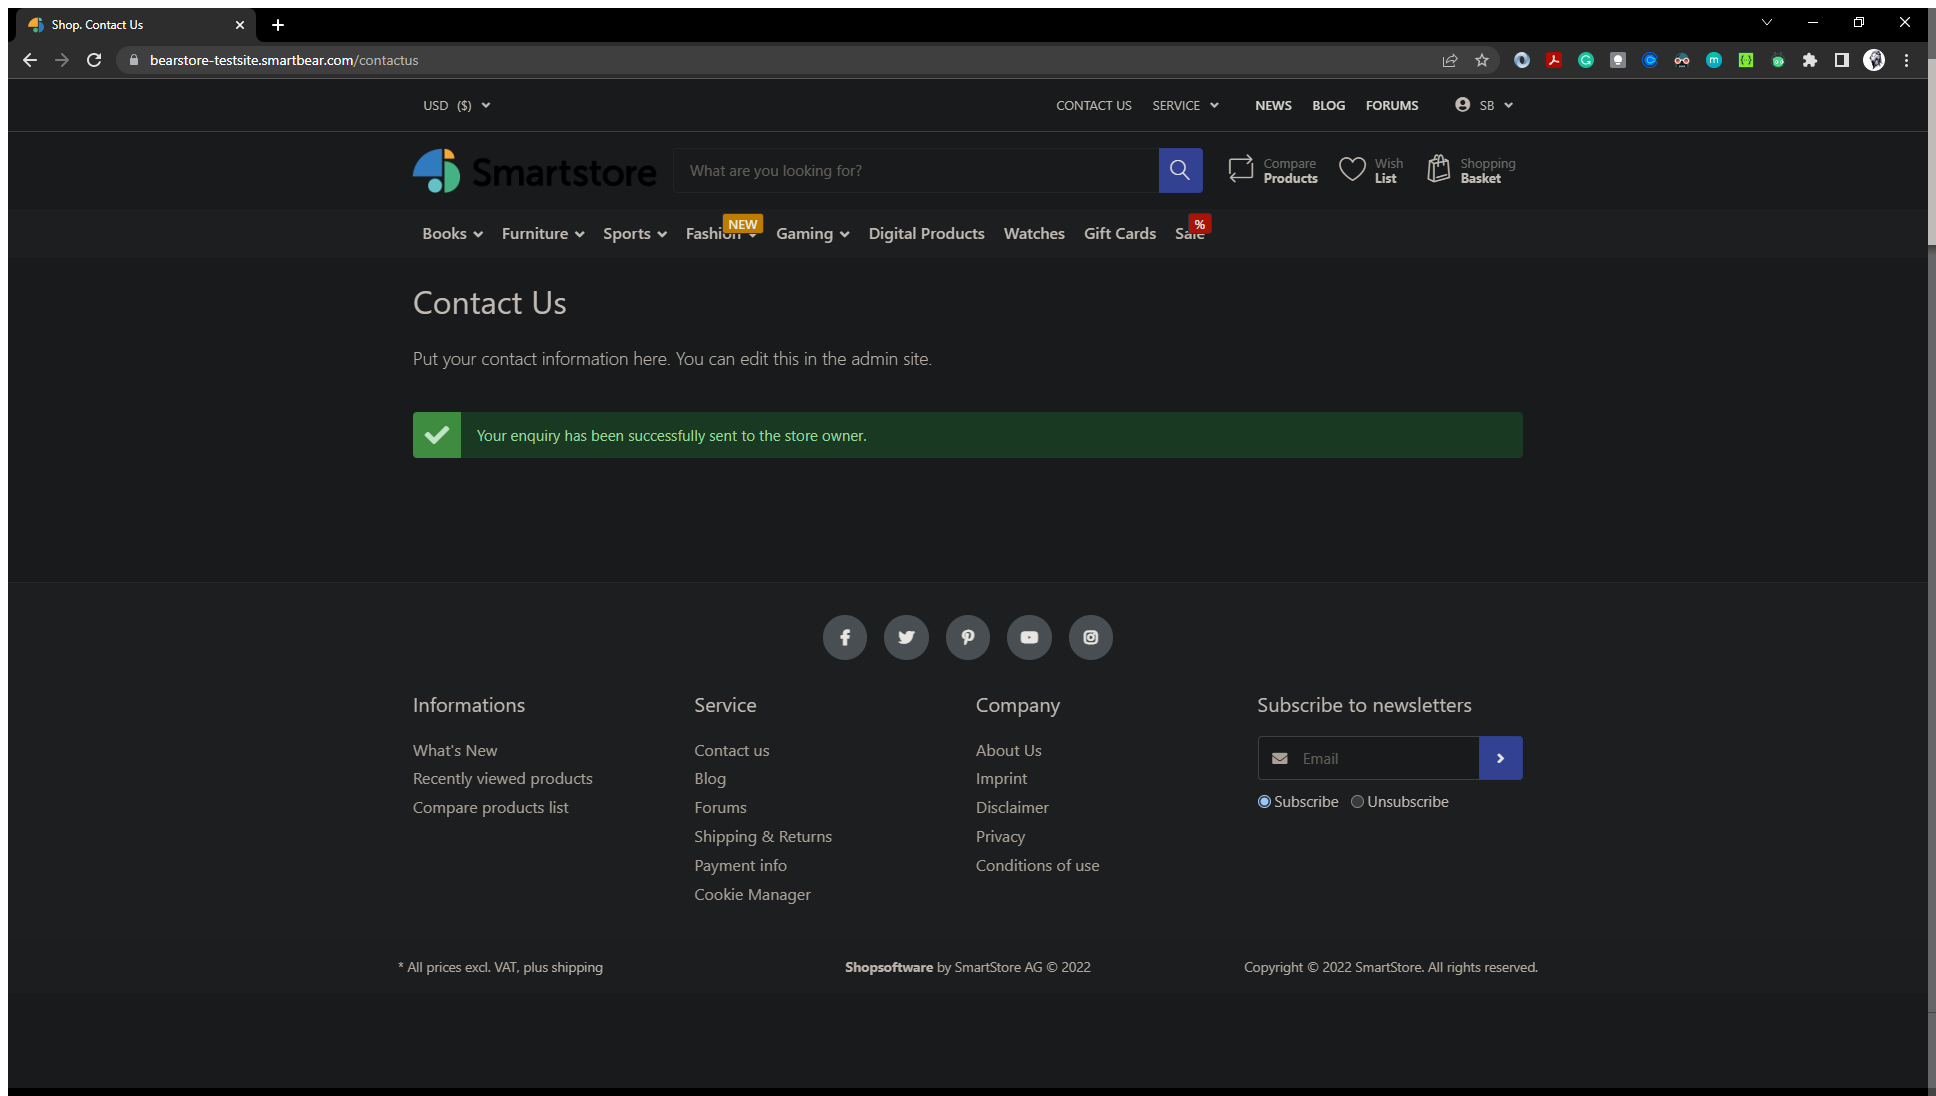 Shop. Contact Us
bearstore-testsite.smartbear.com/contactus
USD ($)
CONTACT US SERVICE NEWS BLOG FORUMS SB
Smartstore
What are you looking for?
Compare
Products
Wish
List
Shopping
Basket
NEW
%
Books Furniture Sports Fashion Gaming Digital Products Watches Gift Cards Sale
Contact Us
Put your contact information here. You can edit this in the admin site.
Your enquiry has been successfully sent to the store owner.
Informations
What's New
Recently viewed products
Compare products list
Service
Contact us
Blog
Forums
Shipping & Returns
Payment info
Cookie Manager
Company
About Us
Imprint
Disclaimer
Privacy
Conditions of use
Subscribe to newsletters
Email
Subscribe Unsubscribe
* All prices excl. VAT, plus shipping
Shopsoftware by SmartStore AG © 2022
Copyright © 2022 SmartStore. All rights reserved.